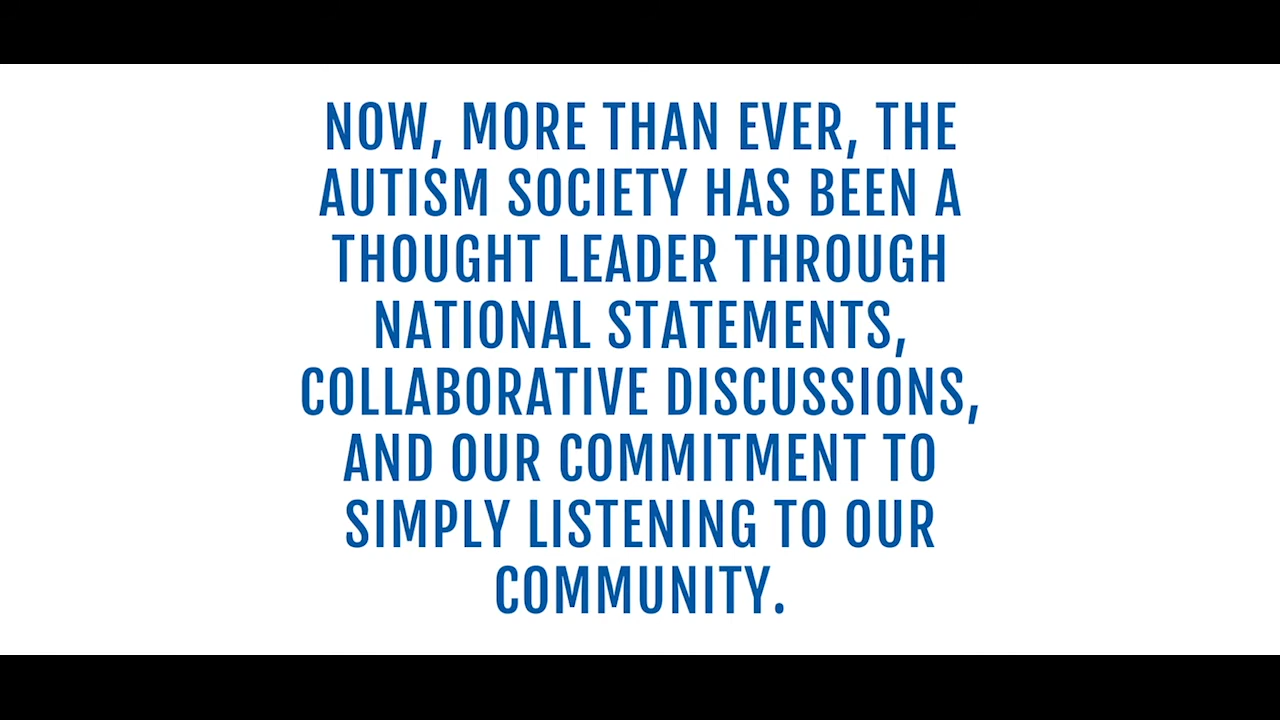 NOW, MORE THAN EVER, THE
AUTISM SOCIETY HAS BEEN A
THOUGHT LEADER THROUGH
NATIONAL STATEMENTS,
COLLABORATIVE DISCUSSIONS,
AND OUR COMMITMENT TO
SIMPLY LISTENING TO OUR
COMMUNITY.